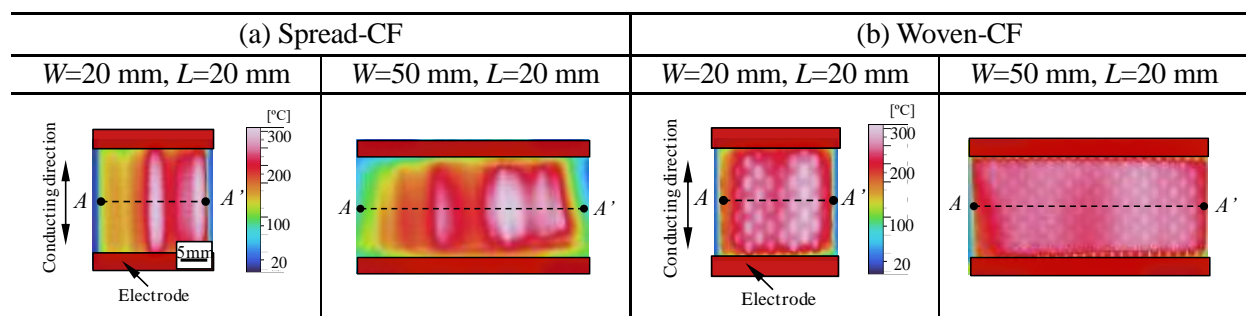 (a) Spread-CF
(b) Woven-CF
W=20 mm, L=20 mm
W=50 mm, L=20 mm
W=20 mm, L=20 mm
W=50 mm, L=20 mm
Conducting direction
A
A’
5mm
Electrode
[ºC]
300
200
100
20
A
A’
Conducting direction
A
A’
Electrode
[ºC]
300
200
100
20
A
A’